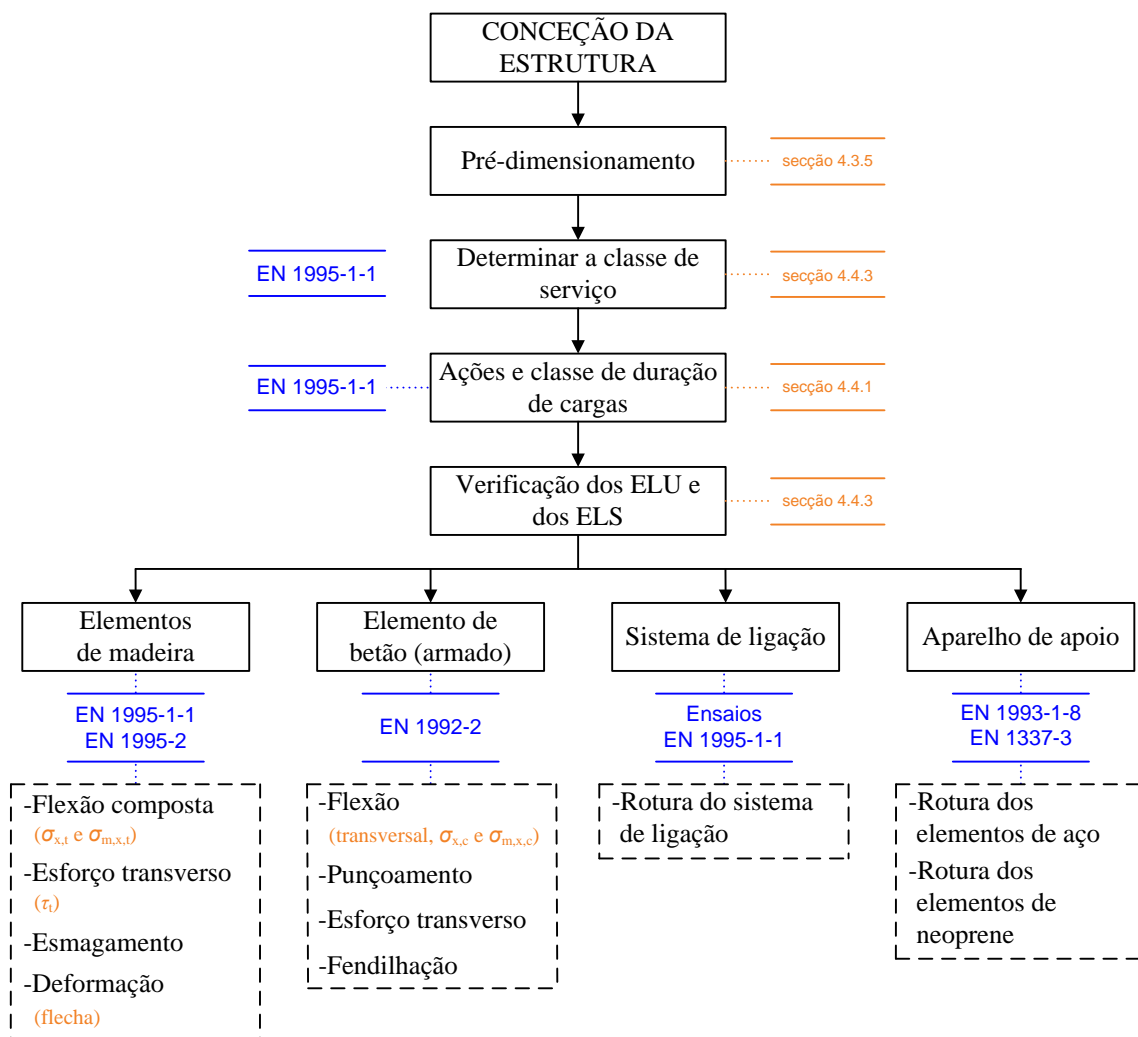 CONCEÇÃO DA
ESTRUTURA
Pré-dimensionamento
secção 4.3.5
EN 1995-1-1
Determinar a classe de
serviço
secção 4.4.3
EN 1995-1-1
Ações e classe de duração
de cargas
secção 4.4.1
Verificação dos ELU e
dos ELS
secção 4.4.3
Elementos
de madeira
EN 1995-1-1
EN 1995-2
-Flexão composta
(σx,t e σm,x,t)
-Esforço transverso
(τt)
-Esmagamento
-Deformação
(flecha)
Elemento de
betão (armado)
EN 1992-2
-Flexão
(transversal, σx,c e σm,x,c)
-Punçoamento
-Esforço transverso
-Fendilhação
Sistema de ligação
Ensaios
EN 1995-1-1
-Rotura do sistema
de ligação
Aparelho de apoio
EN 1993-1-8
EN 1337-3
-Rotura dos
elementos de aço
-Rotura dos
elementos de
neoprene